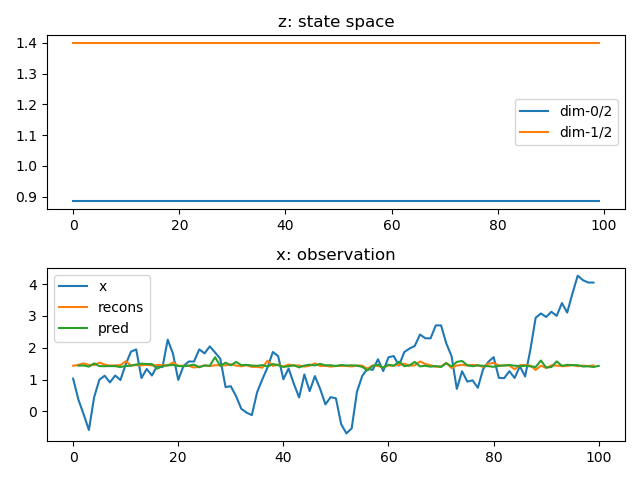 z: state space
1.4
1.3
1.2
1.1
1.0
0.9
dim-0/2
dim-1/2
0 20 40 60 80 100
x: observation
4
3
2
1
0
x
recons
pred
0 20 40 60 80 100